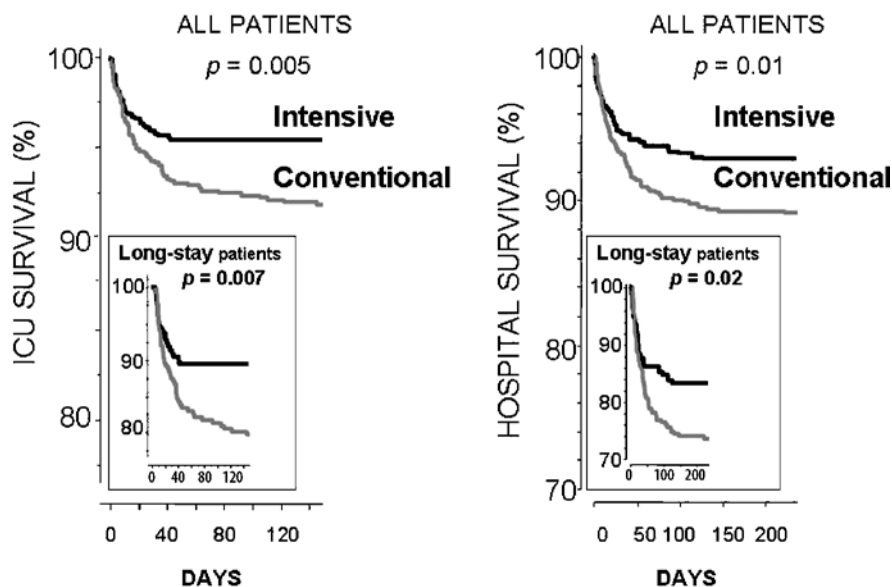 ALL PATIENTS
p = 0.005
ICU SURVIVAL (%)
100
90
80
Intensive
Conventional
Long-stay patients
p = 0.007
100
90
80
0 40 80 120
0 40 80 120
DAYS
ALL PATIENTS
p = 0.01
HOSPITAL SURVIVAL (%)
100
90
80
70
Intensive
Conventional
Long-stay patients
p = 0.02
100
90
80
70
0 100 200
0 50 100 150 200
DAYS